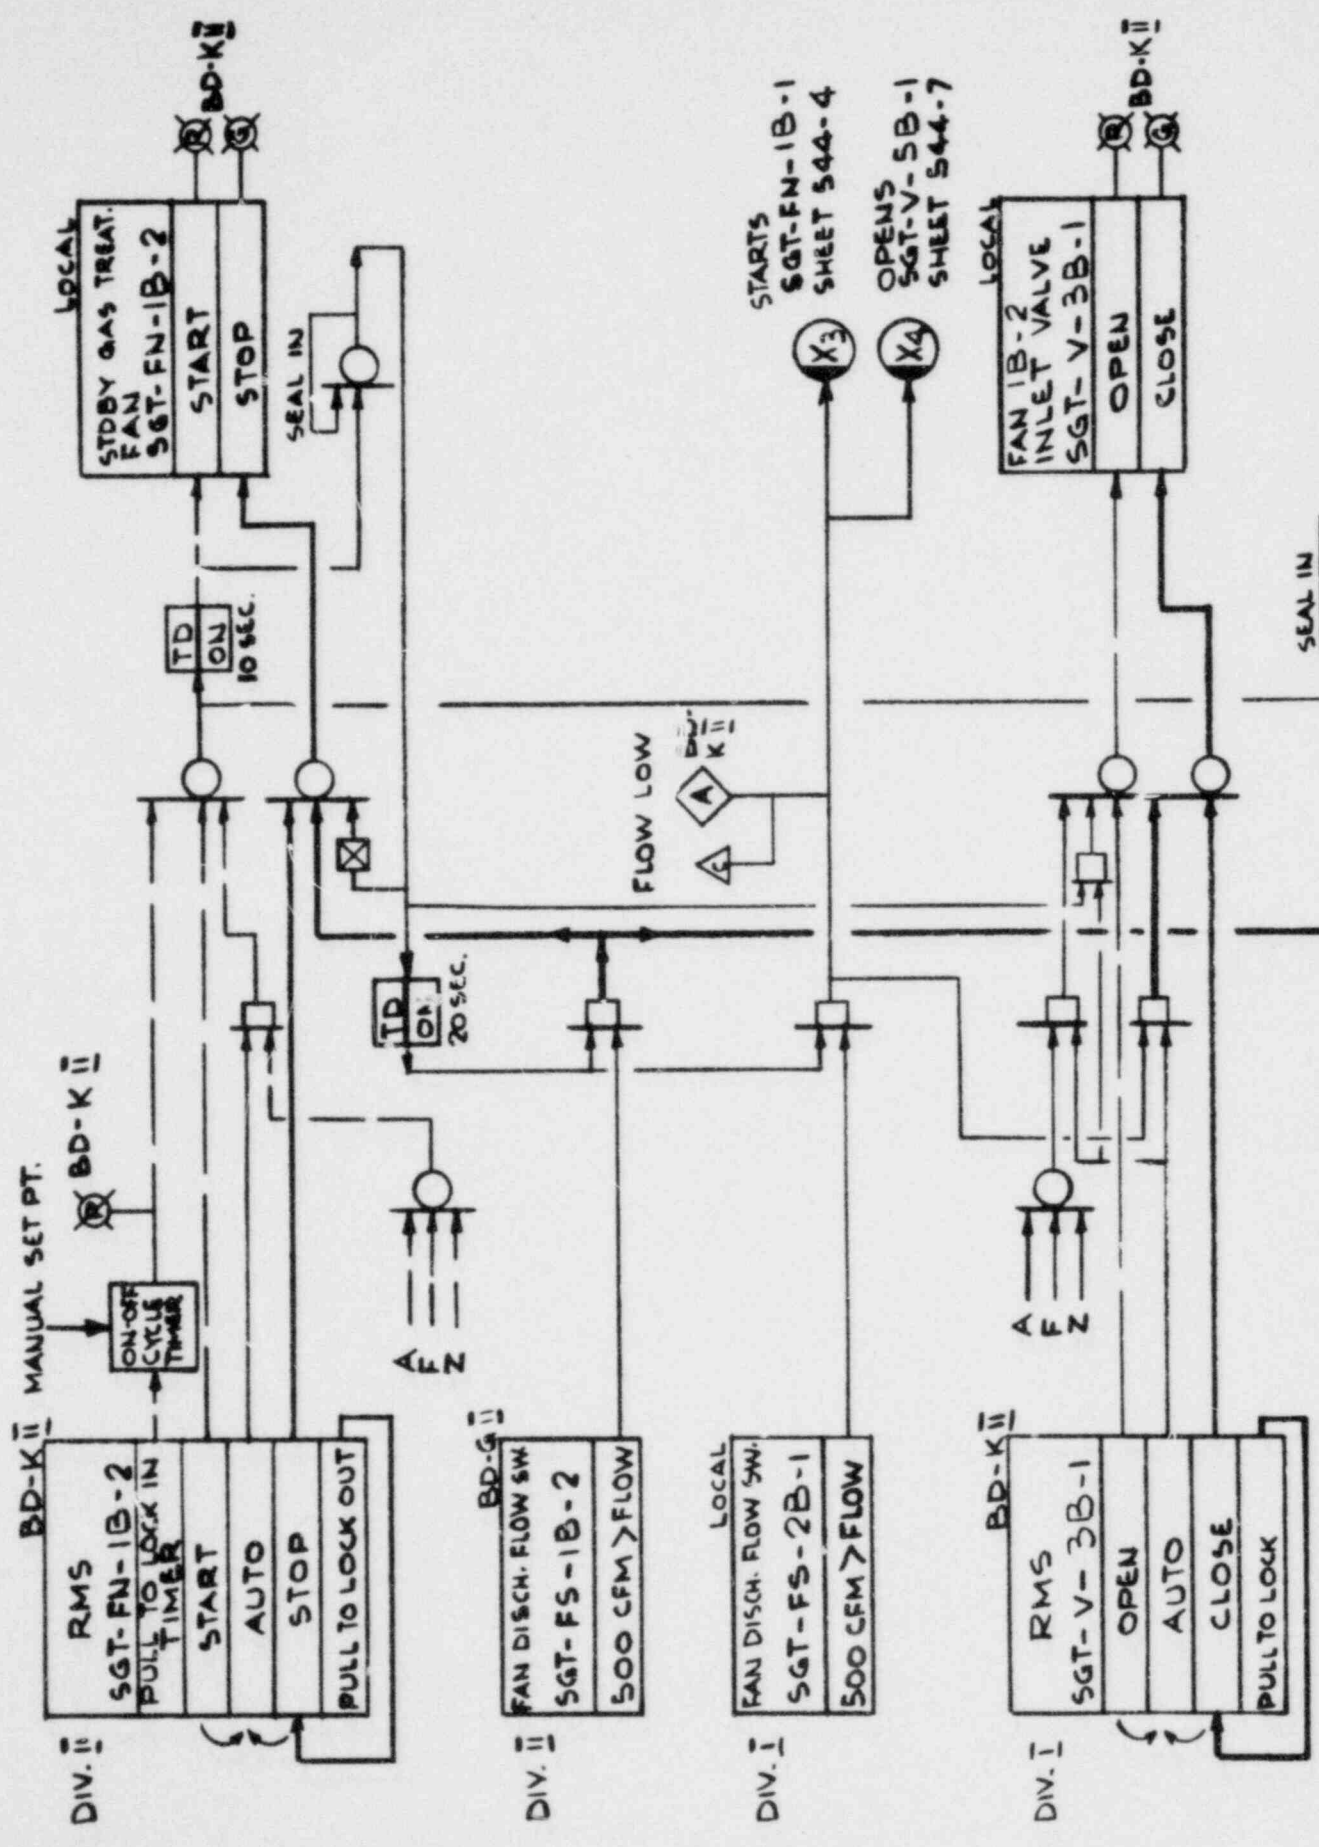 DIV. II
BD-K II
RMS
SGT-FN-1B-2
PULL TO LOCK IN
TIMER
START
AUTO
STOP
PULL TO LOCK OUT
MANUAL SET PT.
ON-OFF
CYCLE
TIMER
R
BD-K II
A
F
Z
TD
ON
10 SEC.
LOCAL
STDBY GAS TREAT.
FAN
SGT-FN-1B-2
START
STOP
R
G
BD-K II
SEAL IN
TD
ON
20 SEC.
DIV. II
BD-G II
FAN DISCH. FLOW SW.
SGT-FS-1B-2
500 CFM > FLOW
DIV. I
LOCAL
FAN DISCH. FLOW SW.
SGT-FS-2B-1
500 CFM > FLOW
FLOW LOW
C
A
K II
X3
STARTS
SGT-FN-1B-1
SHEET 544-4
X4
OPENS
SGT-V-5B-1
SHEET 544-7
DIV. I
BD-K II
RMS
SGT-V-3B-1
OPEN
AUTO
CLOSE
PULL TO LOCK
A
F
Z
LOCAL
FAN 1B-2
INLET VALVE
SGT-V-3B-1
OPEN
CLOSE
R
G
BD-K II
SEAL IN